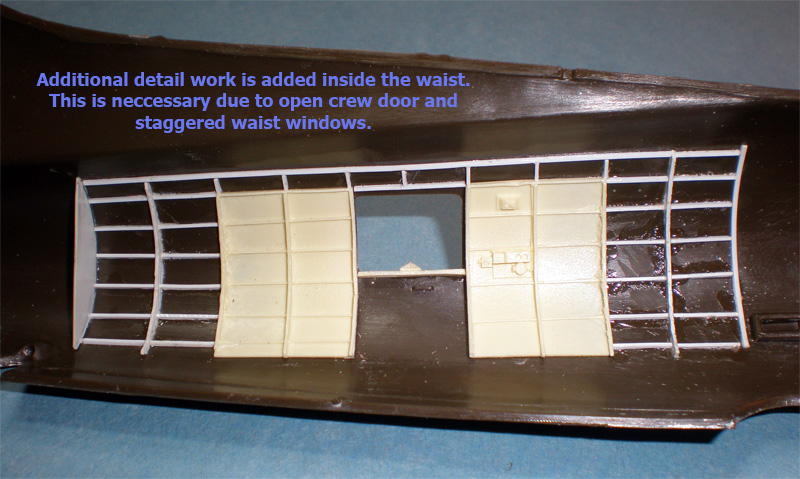 Additional detail work is added inside the waist.
This is neccessary due to open crew door and
staggered waist windows.